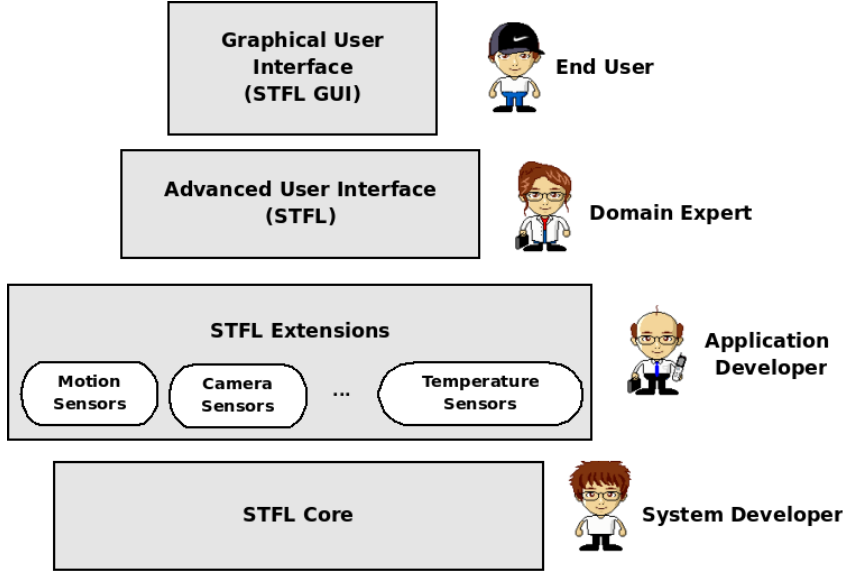 Graphical User
Interface
(STFL GUI)
End User
Advanced User Interface
(STFL)
Domain Expert
STFL Extensions
Motion
Sensors
Camera
Sensors
...
Temperature
Sensors
Application
Developer
STFL Core
System Developer